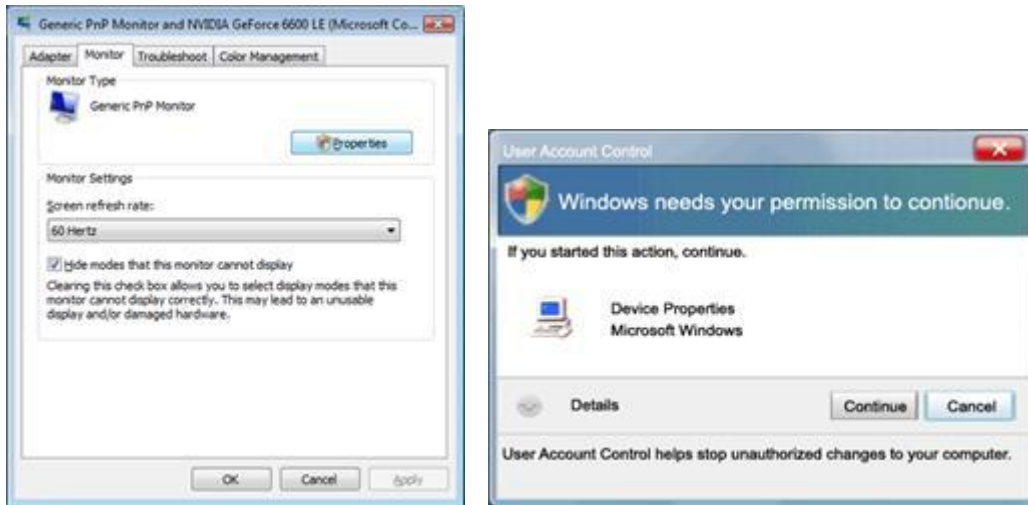 Generic PnP Monitor and NVIDIA GeForce 6600 LE (Microsoft Co...
Adapter Monitor Troubleshoot Color Management
Monitor Type
Generic PnP Monitor
Properties
Monitor Settings
Screen refresh rate:
60 Hertz
Hide modes that this monitor cannot display
Clearing this check box allows you to select display modes that this
monitor cannot display correctly. This may lead to an unusable
display and/or damaged hardware.
OK Cancel Apply
User Account Control
Windows needs your permission to contionue.
If you started this action, continue.
Device Properties
Microsoft Windows
Details Continue Cancel
User Account Control helps stop unauthorized changes to your computer.